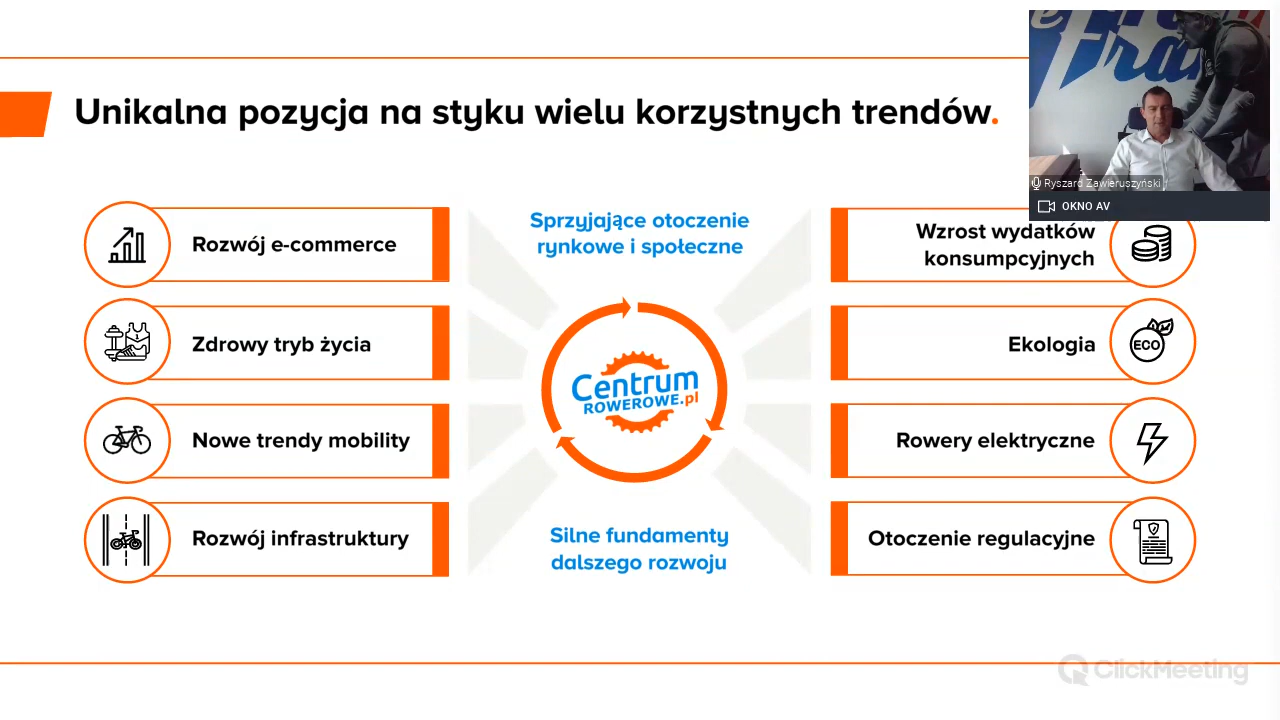 Unikalna pozycja na styku wielu korzystnych trendów.
Ryszard Zawieruszyński
OKNO AV
Rozwój e-commerce
Zdrowy tryb życia
Nowe trendy mobility
Rozwój infrastruktury
Sprzyjające otoczenie
rynkowe i społeczne
Centrum
ROWEROWE.pl
Silne fundamenty
dalszego rozwoju
Wzrost wydatków
konsumpcyjnych
Ekologia
ECO
Rowery elektryczne
Otoczenie regulacyjne
ClickMeeting